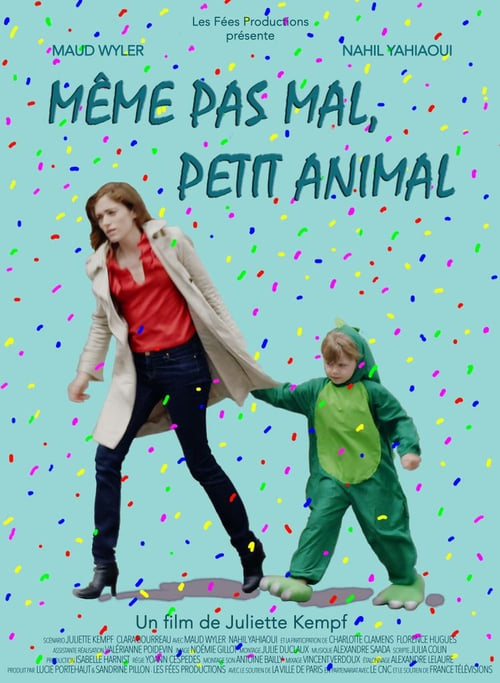 Les Fées Productions
présente
MAUD WYLER NAHIL YAHIAOUI
MÊME PAS MAL,
PETIT ANIMAL
Un film de Juliette Kempf
SCÉNARIO JULIETTE KEMPF CLARA BOURREAU AVEC MAUD WYLER NAHIL YAHIAOUI ET LA PARTICIPATION DE CHARLOTTE CLAMENS FLORENCE HUGUES
ASSISTANTE RÉALISATION VALÉRIANNE POIDEVIN IMAGE NOÉMIE GILLOT MONTAGE JULIE DUCLAUX MUSIQUE ALEXANDRE SAADA SCRIPTE JULIA COUN
PRODUCTION ISABELLE HARNIST RÉGIE YOANN CESPEDES MONTAGE SON ANTOINE BAILLY MIXAGE VINCENT VERDOUX ÉTALONNAGE ALEXANDRE LELAURE
PRODUIT PAR LUCIE PORTEHAUT & SANDRINE PILLON - LES FÉES PRODUCTIONS AVEC LE SOUTIEN DE LA VILLE DE PARIS EN PARTENARIAT AVEC LE CNC ET LE SOUTIEN DE FRANCE TÉLÉVISIONS